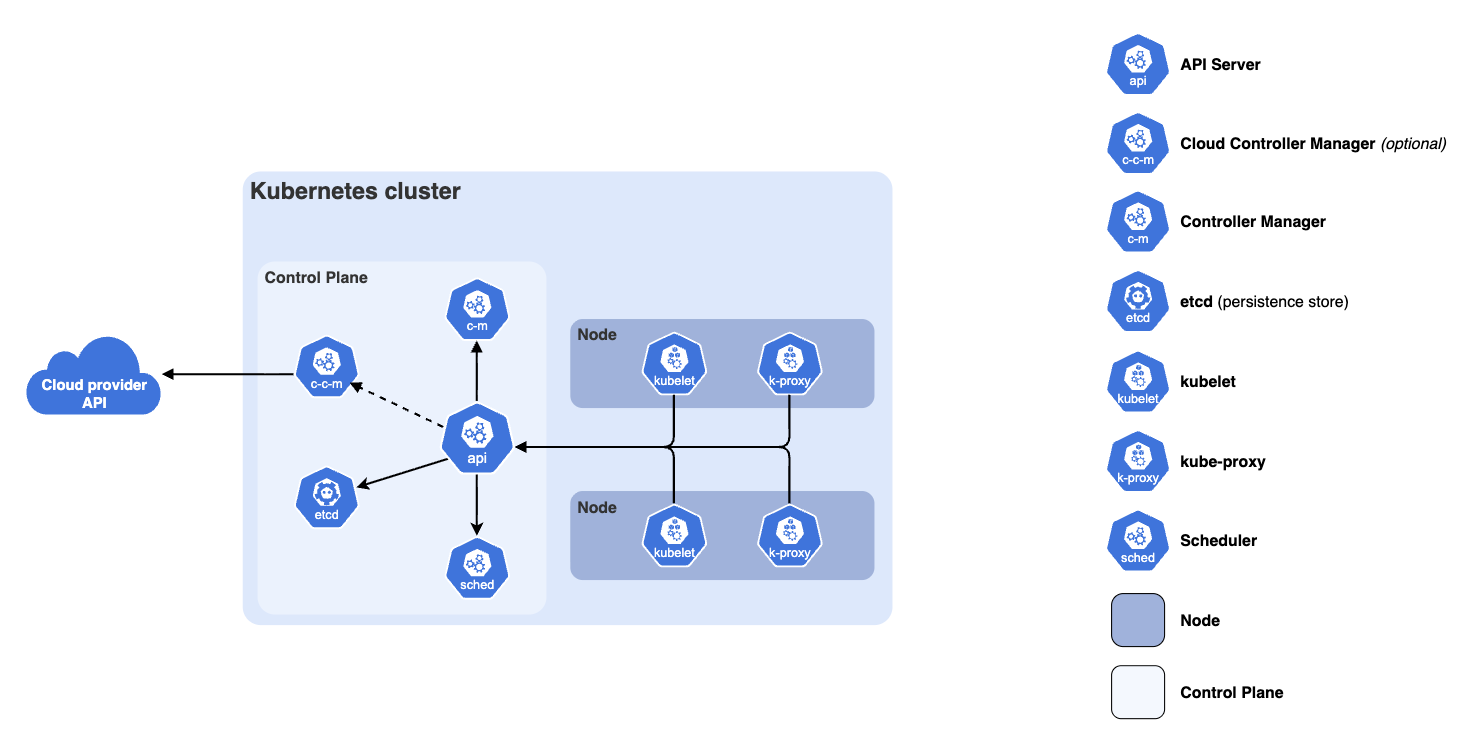 Kubernetes cluster
Control Plane
c-m
c-c-m
api
etcd
sched
Cloud provider
API
Node
kubelet
k-proxy
Node
kubelet
k-proxy
api
API Server
c-c-m
Cloud Controller Manager (optional)
c-m
Controller Manager
etcd
etcd (persistence store)
kubelet
kubelet
k-proxy
kube-proxy
sched
Scheduler
Node
Control Plane